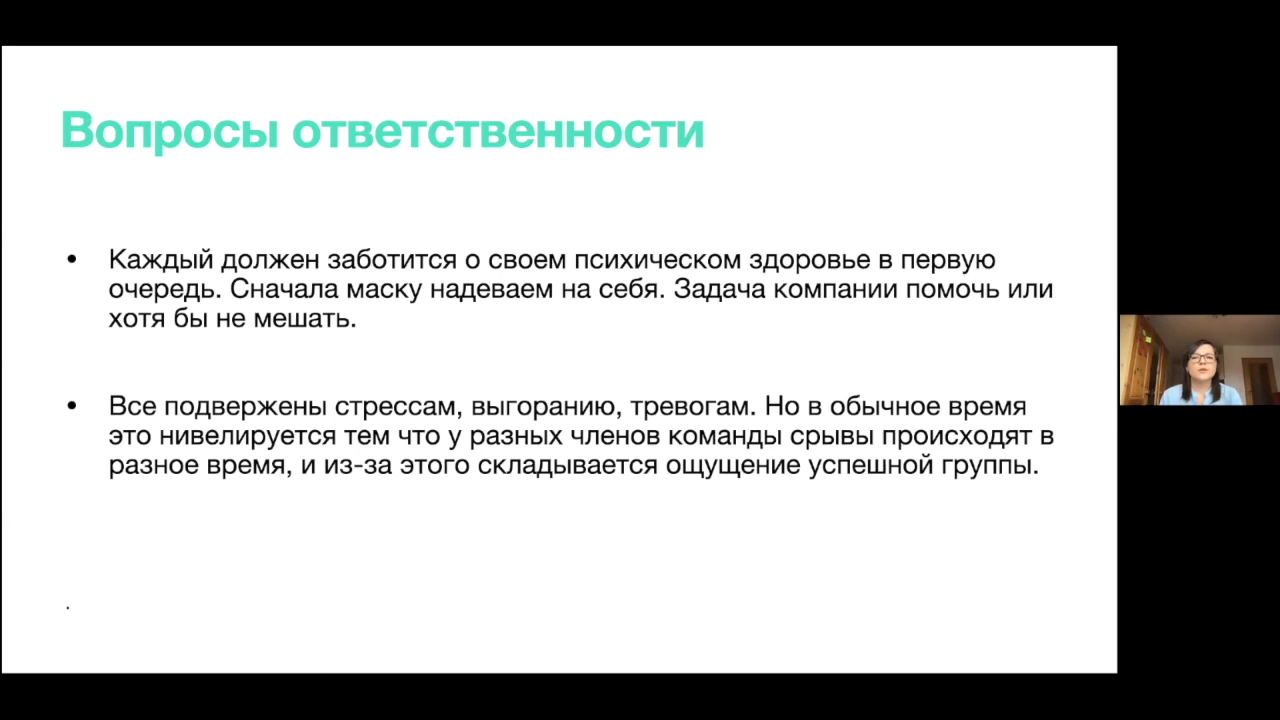 Вопросы ответственности
• Каждый должен заботится о своем психическом здоровье в первую
очередь. Сначала маску надеваем на себя. Задача компании помочь или
хотя бы не мешать.
• Все подвержены стрессам, выгоранию, тревогам. Но в обычное время
это нивелируется тем что у разных членов команды срывы происходят в
разное время, и из-за этого складывается ощущение успешной группы.
.